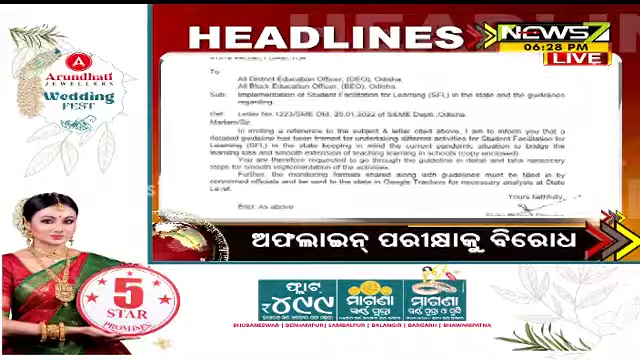 HEADLINES
NEWS7
06:28 PM
LIVE
Arundhati
JEWELLERS
Wedding
FEST
To
All District Education Officer, (DEO), Odisha
All Block Education Officer, (BEO), Odisha
Sub: Implementation of Student Facilitation for Learning (SFL) in the state and the guidelines
regarding.
Ref: Letter No.1223/SME Dtd. 25.01.2022 of S&ME Deptt.,Odisha
Madam/Sir,
In inviting a reference to the subject & letter cited above, I am to inform you that a
detailed guideline has been framed for undertaking different activities for Student Facilitation for
Learning (SFL) in the state keeping in mind the current pandemic situation to bridge the
learning loss and smooth extension of teaching learning in schools (copy enclosed).
You are therefore requested to go through the guideline in detail and take necessary
steps for smooth implementation of the activities.
Further, the monitoring formats shared along with guidelines must be filled in by
concerned officials and be sent to the state in Google Trackers for necessary analysis at State
Level.
Yours faithfully,
Encl: As above
ଅଫଲାଇନ୍ ପରୀକ୍ଷାକୁ ବିରୋଧ
5
STAR
PROMISES
ଫ୍ଲାଟ୍
₹୪୯୯
ମାଗଣା
ମାଗଣା
BHUBANESWAR | BERHAMPUR | SAMBALPUR | BALANGIR | BARGARH | BHAWANIPATNA